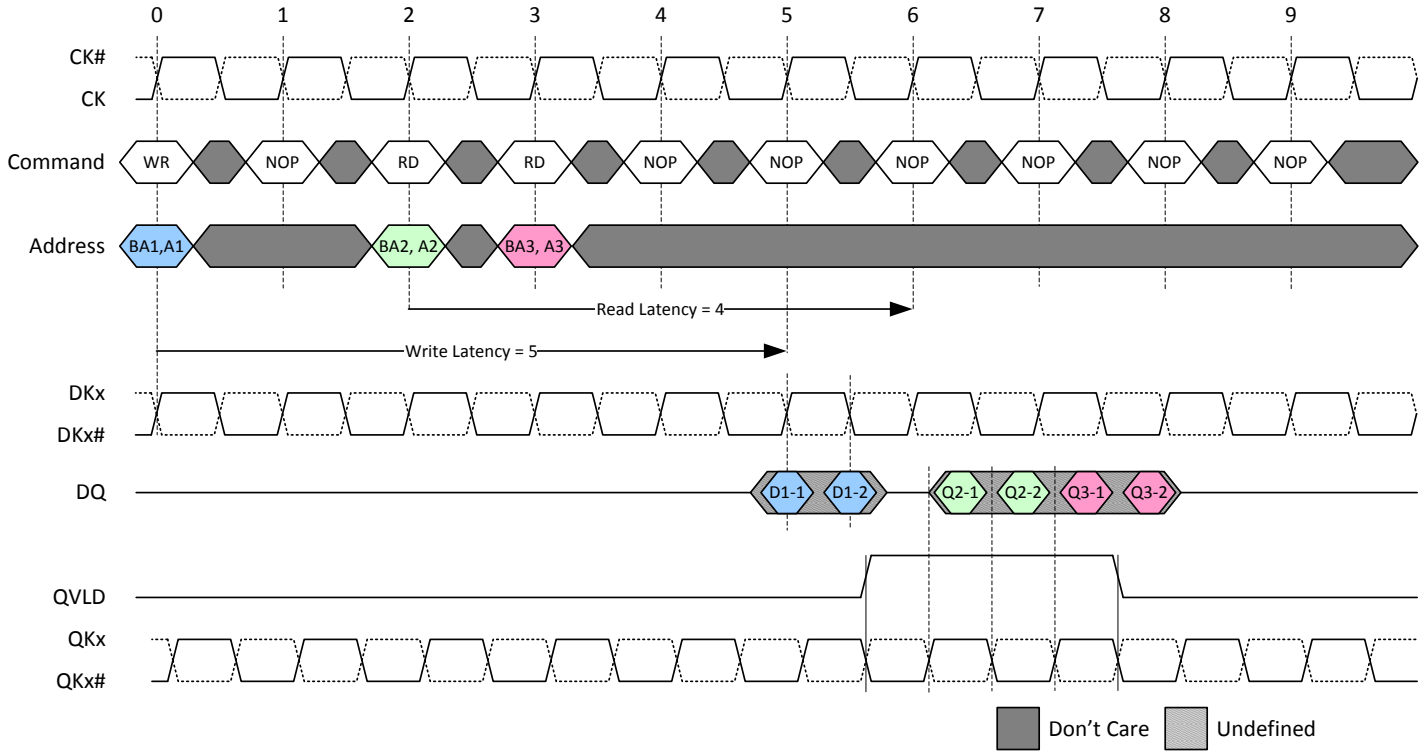 0 1 2 3 4 5 6 7 8 9
CK#
CK
Command WR NOP RD RD NOP NOP NOP NOP NOP NOP
Address BA1,A1 BA2, A2 BA3, A3
Read Latency = 4
Write Latency = 5
DKx
DKx#
DQ D1-1 D1-2 Q2-1 Q2-2 Q3-1 Q3-2
QVLD
QKx
QKx#
Don't Care Undefined